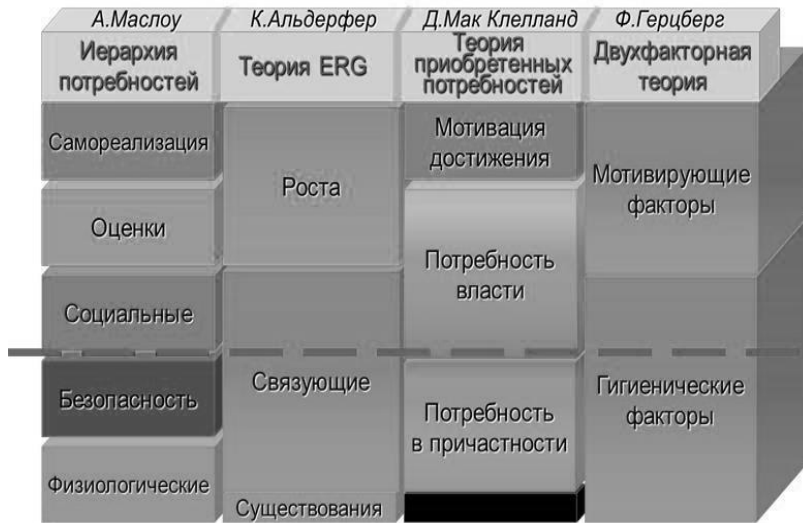 А.Маслоу
К.Альдерфер
Д.Мак Клелланд
Ф.Герцберг
Иерархия
потребностей
Теория ERG
Теория
приобретенных
потребностей
Двухфакторная
теория
Самореализация
Оценки
Социальные
Безопасность
Физиологические
Роста
Связующие
Существования
Мотивация
достижения
Потребность
власти
Потребность
в причастности
Мотивирующие
факторы
Гигиенические
факторы